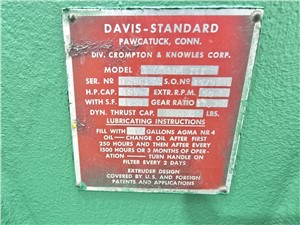 DAVIS-STANDARD
PAWCATUCK, CONN.
DIV. CROMPTON & KNOWLES CORP.
MODEL
SER. NR S.O.Nº
H.P.CAP. EXTR. R.P.M.
WITH S.F. GEAR RATIO
DYN. THRUST CAP. LBS.
LUBRICATING INSTRUCTIONS
FILL WITH GALLONS AGMA NR 4
OIL—CHANGE OIL AFTER FIRST
250 HOURS AND THEN AFTER EVERY
1500 HOURS OR 3 MONTHS OF OPER-
ATION — TURN HANDLE ON
FILTER EVERY 2 DAYS.
EXTRUDER DESIGN
COVERED BY U.S. AND FOREIGN
PATENTS AND APPLICATIONS